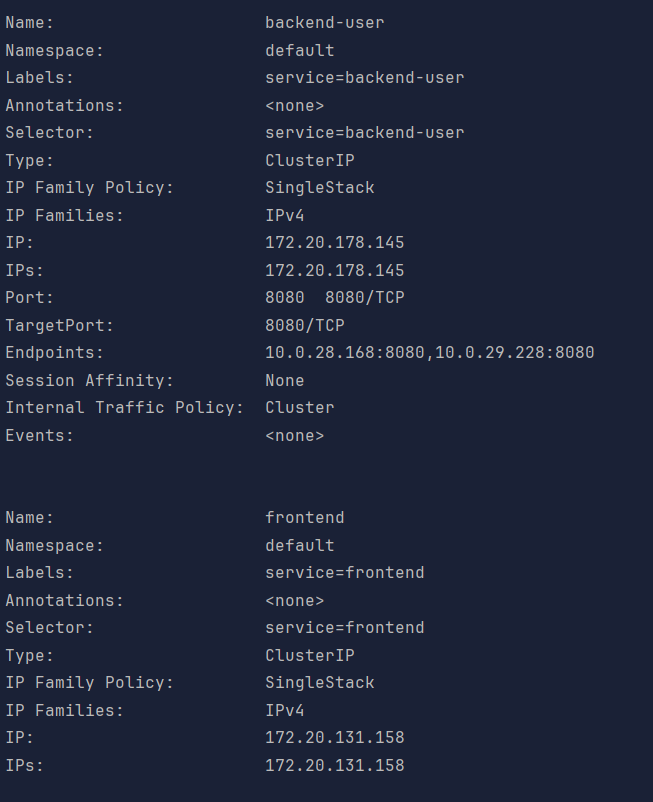 Name: backend-user
Namespace: default
Labels: service=backend-user
Annotations: <none>
Selector: service=backend-user
Type: ClusterIP
IP Family Policy: SingleStack
IP Families: IPv4
IP: 172.20.178.145
IPs: 172.20.178.145
Port: 8080 8080/TCP
TargetPort: 8080/TCP
Endpoints: 10.0.28.168:8080,10.0.29.228:8080
Session Affinity: None
Internal Traffic Policy: Cluster
Events: <none>
Name: frontend
Namespace: default
Labels: service=frontend
Annotations: <none>
Selector: service=frontend
Type: ClusterIP
IP Family Policy: SingleStack
IP Families: IPv4
IP: 172.20.131.158
IPs: 172.20.131.158